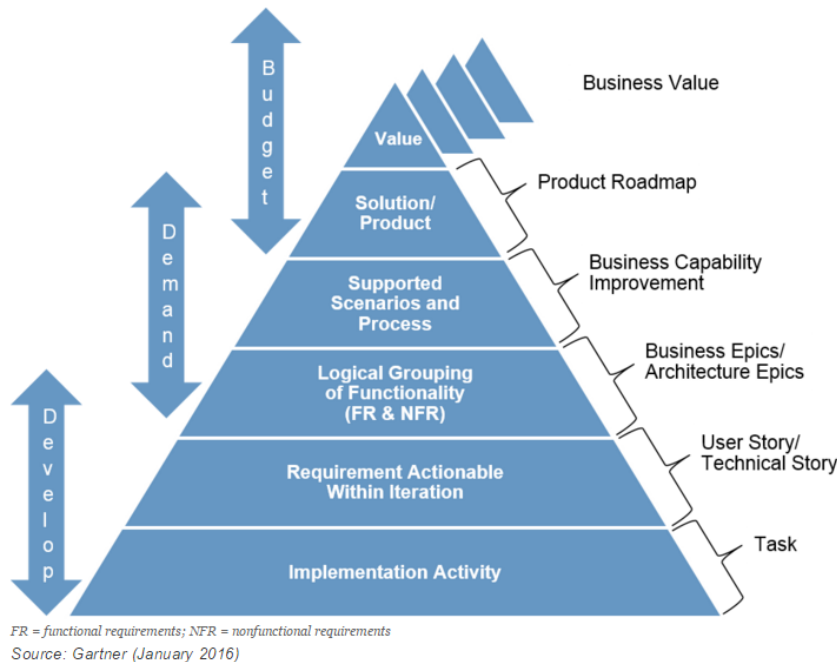 Budget
Business Value
Value
Product Roadmap
Solution/
Product
Demand
Business Capability
Improvement
Supported
Scenarios and
Process
Business Epics/
Architecture Epics
Logical Grouping
of Functionality
(FR & NFR)
Develop
User Story/
Technical Story
Requirement Actionable
Within Iteration
Task
Implementation Activity
FR = functional requirements; NFR = nonfunctional requirements
Source: Gartner (January 2016)